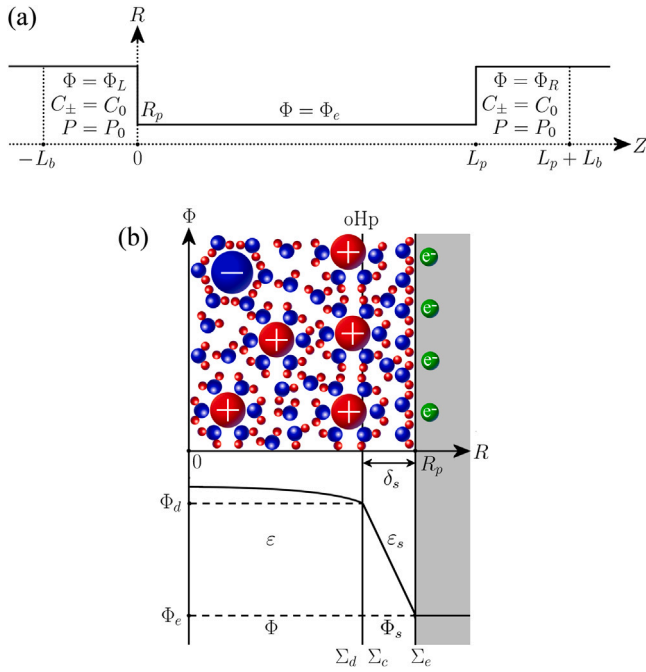 (a)
R
Φ = Φ_L
Φ = Φ_R
C_± = C_0
R_p
Φ = Φ_e
C_± = C_0
P = P_0
P = P_0
−L_b
0
L_p
L_p + L_b
Z
(b)
Φ
oHp
−
+
e⁻
e⁻
+
+
e⁻
+
+
e⁻
0
δ_s
R_p
R
Φ_d
ε
ε_s
Φ_e
Φ
Φ_s
Σ_d
Σ_c
Σ_e